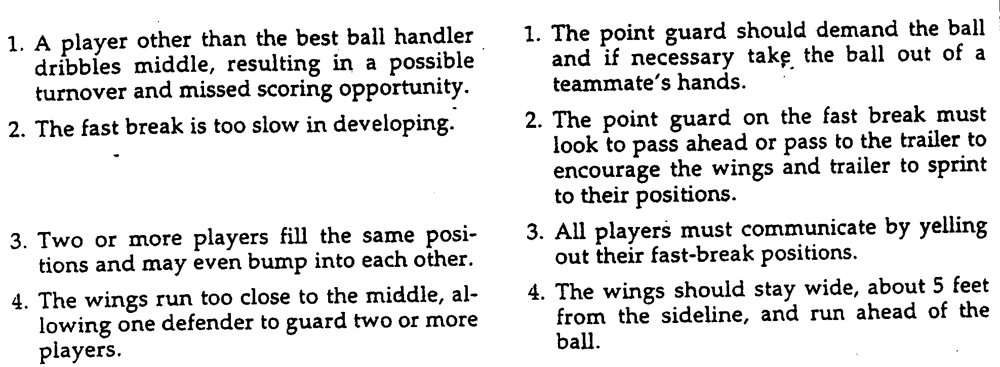 1. A player other than the best ball handler
dribbles middle, resulting in a possible
turnover and missed scoring opportunity.
2. The fast break is too slow in developing.
3. Two or more players fill the same posi-
tions and may even bump into each other.
4. The wings run too close to the middle, al-
lowing one defender to guard two or more
players.
1. The point guard should demand the ball
and if necessary take the ball out of a
teammate's hands.
2. The point guard on the fast break must
look to pass ahead or pass to the trailer to
encourage the wings and trailer to sprint
to their positions.
3. All players must communicate by yelling
out their fast-break positions.
4. The wings should stay wide, about 5 feet
from the sideline, and run ahead of the
ball.